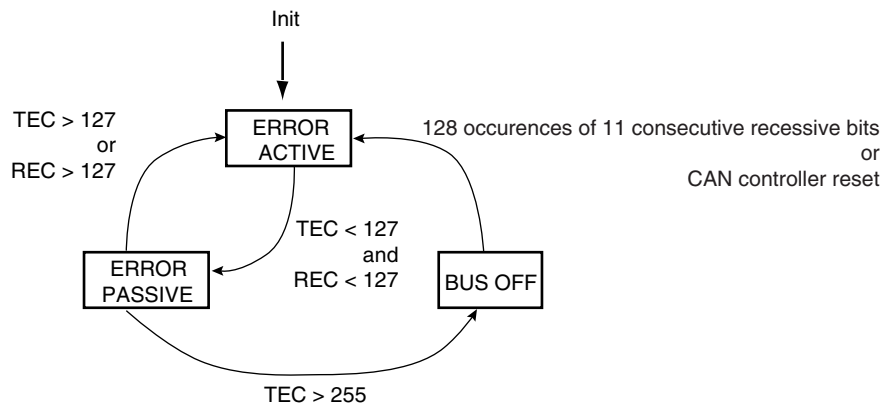 Init
TEC > 127
or
REC > 127
ERROR
ACTIVE
128 occurences of 11 consecutive recessive bits
or
CAN controller reset
TEC < 127
and
REC < 127
ERROR
PASSIVE
BUS OFF
TEC > 255